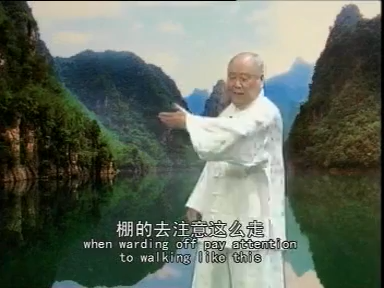 棚的去注意这么走
when warding off pay attention
to walking like this